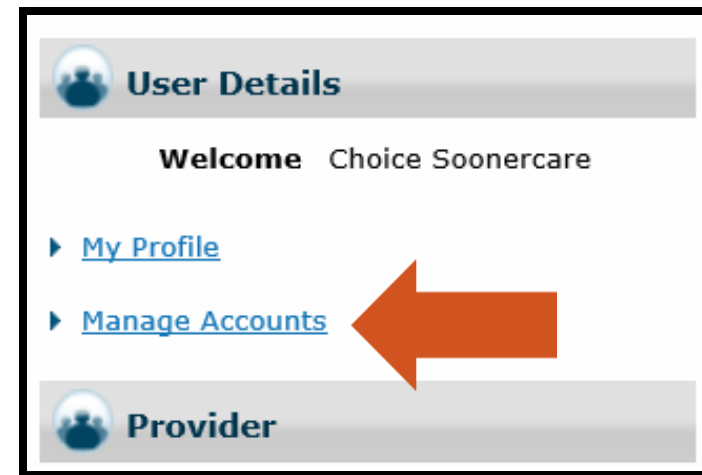 User Details
Welcome Choice Soonercare
My Profile
Manage Accounts
Provider